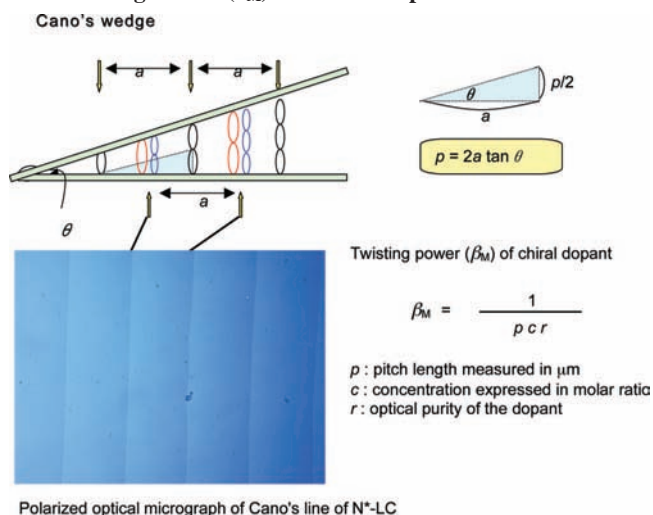 Cano's wedge
a
a
θ
p/2
a
p = 2a tan θ
a
θ
Twisting power (βM) of chiral dopant
βM = 1
p c r
p : pitch length measured in μm
c : concentration expressed in molar ratio
r : optical purity of the dopant
Polarized optical micrograph of Cano's line of N*-LC